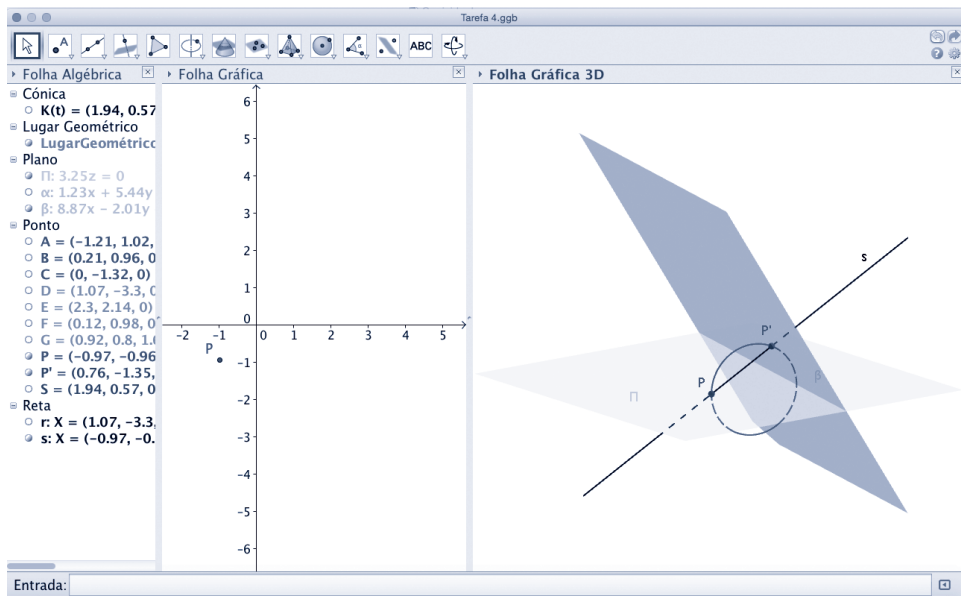 Tarefa 4.ggb
A
ABC
Folha Algébrica
Folha Gráfica
Folha Gráfica 3D
Cónica
K(t) = (1.94, 0.57
Lugar Geométrico
LugarGeométrico
Plano
Π: 3.25z = 0
α: 1.23x + 5.44y
β: 8.87x − 2.01y
Ponto
A = (−1.21, 1.02,
B = (0.21, 0.96, 0
C = (0, −1.32, 0)
D = (1.07, −3.3, 0
E = (2.3, 2.14, 0)
F = (0.12, 0.98, 0
G = (0.92, 0.8, 1.0
P = (−0.97, −0.96
P' = (0.76, −1.35,
S = (1.94, 0.57, 0
Reta
r: X = (1.07, −3.3,
s: X = (−0.97, −0.
6
5
4
3
2
1
0
−2 −1 0 1 2 3 4 5
P
−1
−2
−3
−4
−5
−6
s
P'
P
β
Π
Entrada: